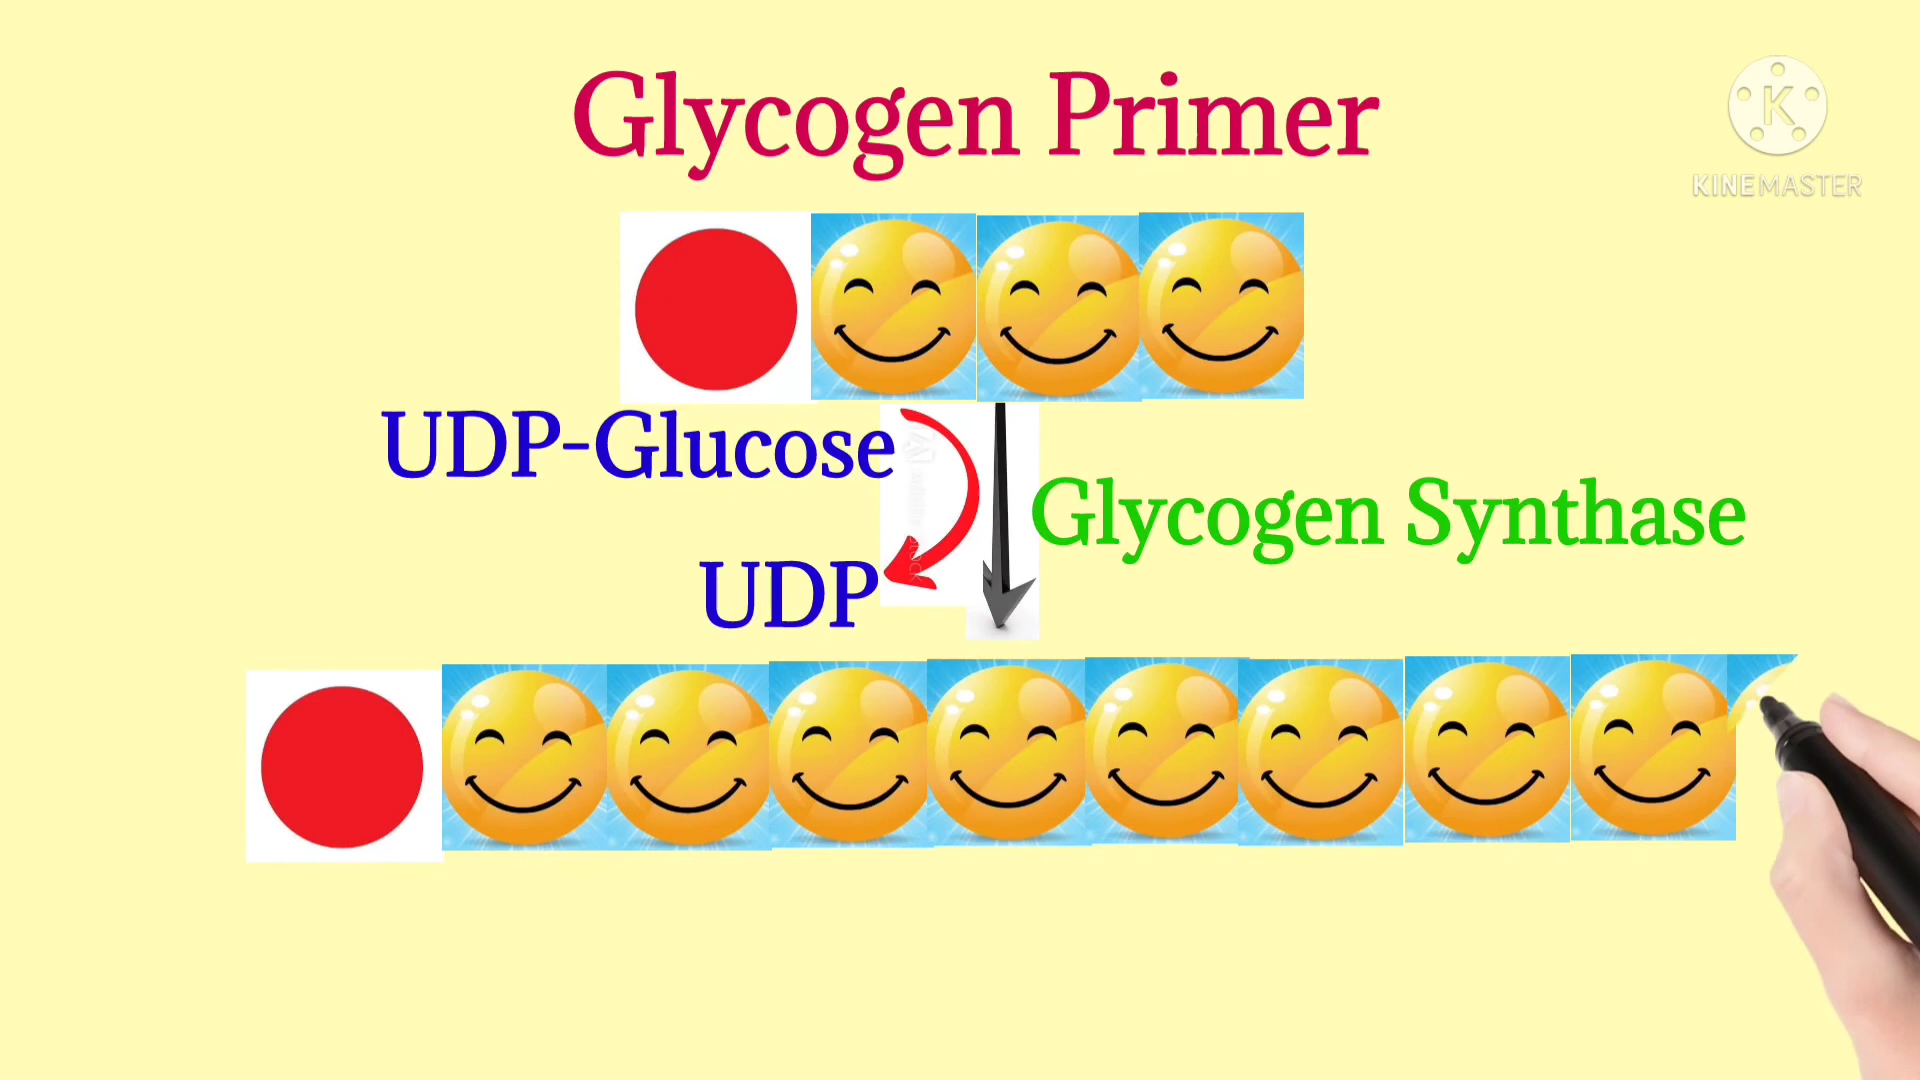 Glycogen Primer
K
KINEMASTER
UDP-Glucose
Glycogen Synthase
UDP